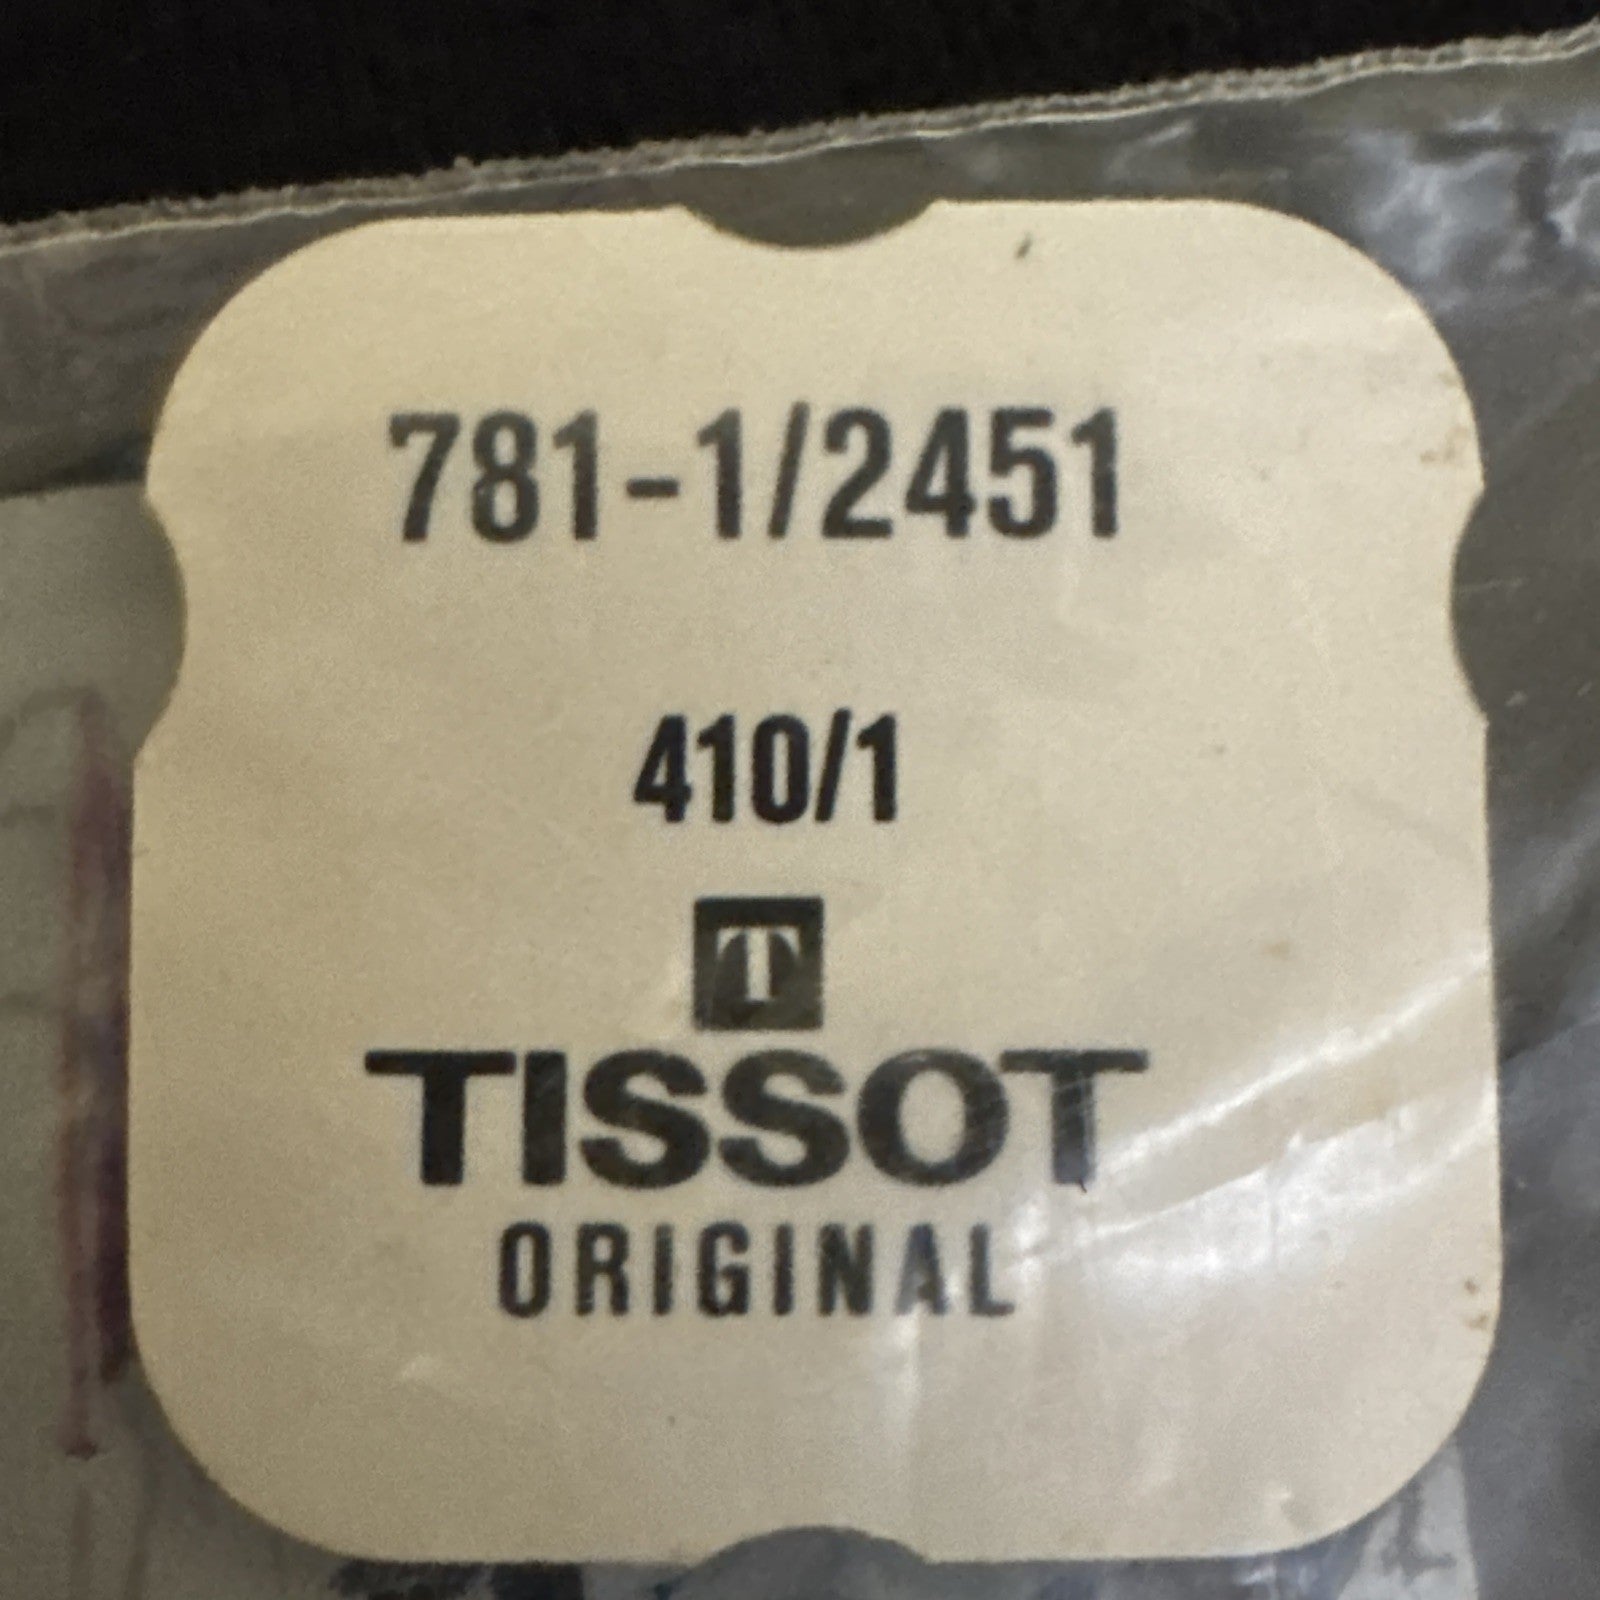 781-1/2451
410/1
T
TISSOT
ORIGINAL